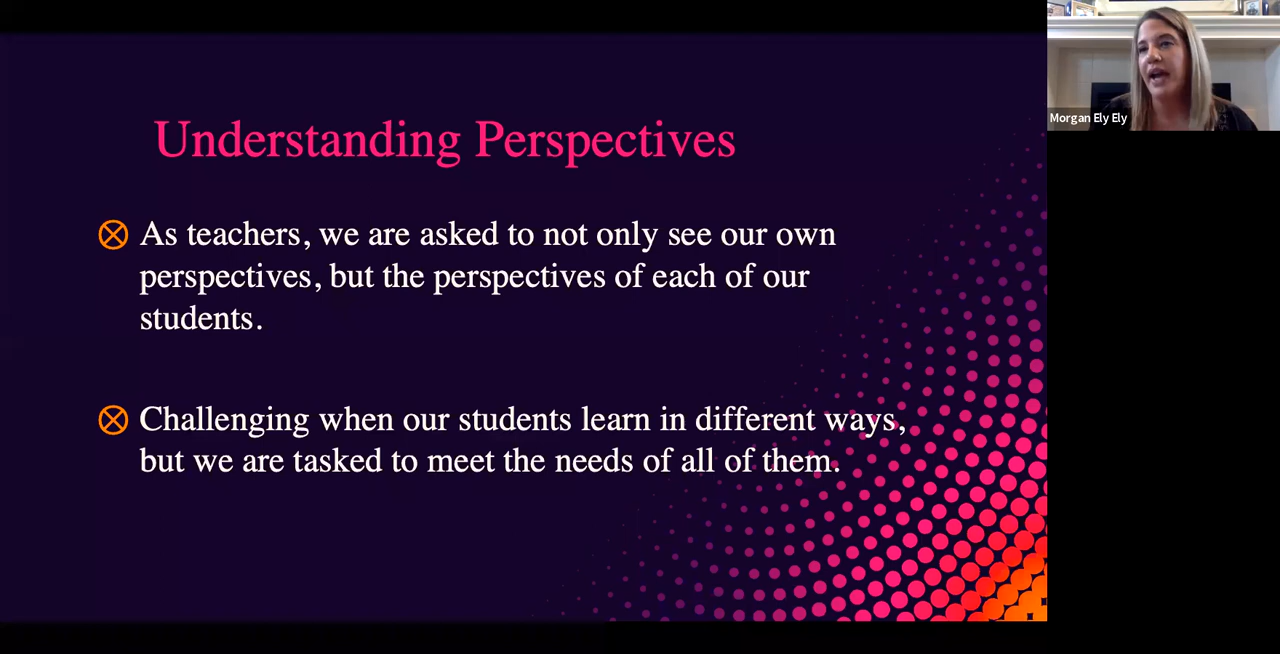 Understanding Perspectives
As teachers, we are asked to not only see our own
perspectives, but the perspectives of each of our
students.
Challenging when our students learn in different ways,
but we are tasked to meet the needs of all of them.
Morgan Ely Ely